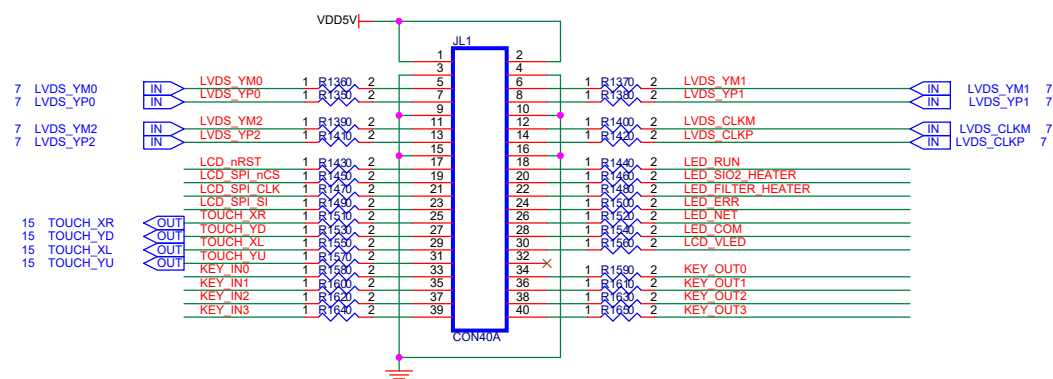 VDD5V
JL1
1 2
3 4
7 LVDS_YM0 IN LVDS_YM0 1 R1360 2 5 6 1 R1370 2 LVDS_YM1 IN LVDS_YM1 7
7 LVDS_YP0 IN LVDS_YP0 1 R1350 2 7 8 1 R1380 2 LVDS_YP1 IN LVDS_YP1 7
9 10
7 LVDS_YM2 IN LVDS_YM2 1 R1390 2 11 12 1 R1400 2 LVDS_CLKM IN LVDS_CLKM 7
7 LVDS_YP2 IN LVDS_YP2 1 R1410 2 13 14 1 R1420 2 LVDS_CLKP IN LVDS_CLKP 7
15 16
LCD_nRST 1 R1430 2 17 18 1 R1440 2 LED_RUN
LCD_SPI_nCS 1 R1450 2 19 20 1 R1460 2 LED_SIO2_HEATER
LCD_SPI_CLK 1 R1470 2 21 22 1 R1480 2 LED_FILTER_HEATER
LCD_SPI_SI 1 R1490 2 23 24 1 R1500 2 LED_ERR
15 TOUCH_XR OUT TOUCH_XR 1 R1510 2 25 26 1 R1520 2 LED_NET
15 TOUCH_YD OUT TOUCH_YD 1 R1530 2 27 28 1 R1540 2 LED_COM
15 TOUCH_XL OUT TOUCH_XL 1 R1550 2 29 30 1 R1560 2 LCD_VLED
15 TOUCH_YU OUT TOUCH_YU 1 R1570 2 31 32
KEY_IN0 1 R1580 2 33 34 1 R1590 2 KEY_OUT0
KEY_IN1 1 R1600 2 35 36 1 R1610 2 KEY_OUT1
KEY_IN2 1 R1620 2 37 38 1 R1630 2 KEY_OUT2
KEY_IN3 1 R1640 2 39 40 1 R1650 2 KEY_OUT3
CON40A